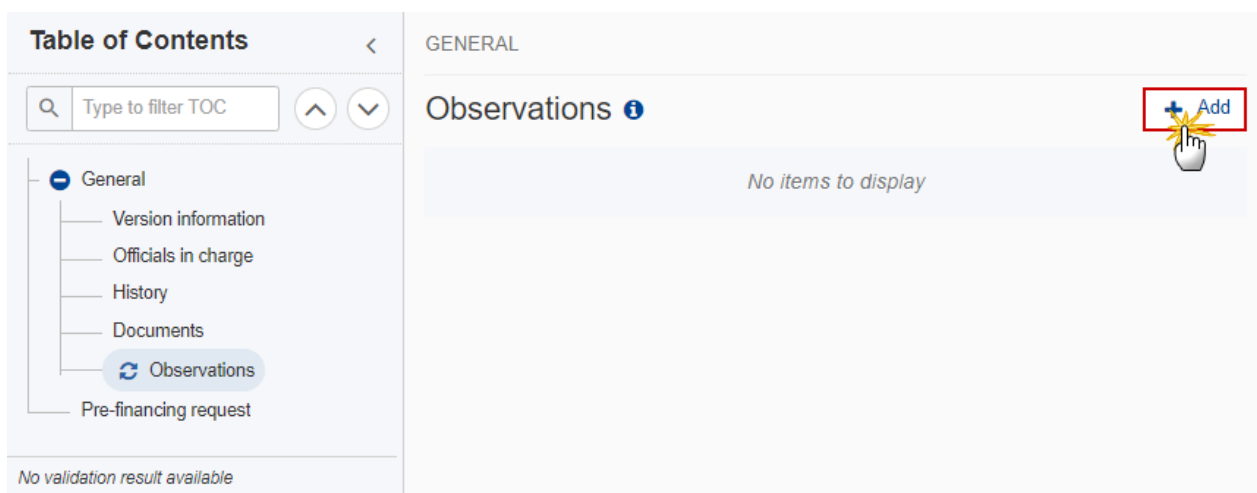 Table of Contents
Type to filter TOC
General
Version information
Officials in charge
History
Documents
Observations
Pre-financing request
No validation result available
GENERAL
Observations
Add
No items to display